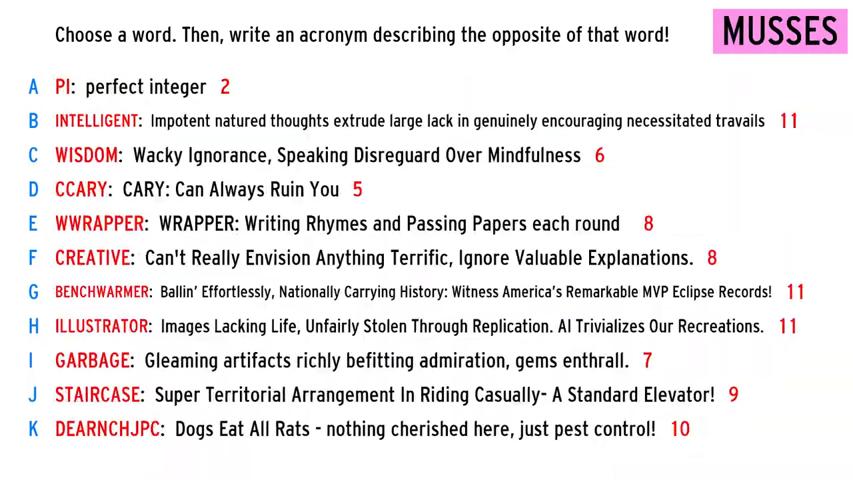 Choose a word. Then, write an acronym describing the opposite of that word!
MUSSES
A PI: perfect integer 2
B INTELLIGENT: Impotent natured thoughts extrude large lack in genuinely encouraging necessitated travails 11
C WISDOM: Wacky Ignorance, Speaking Disreguard Over Mindfulness 6
D CCARY: CARY: Can Always Ruin You 5
E WWRAPPER: WRAPPER: Writing Rhymes and Passing Papers each round 8
F CREATIVE: Can't Really Envision Anything Terrific, Ignore Valuable Explanations. 8
G BENCHWARMER: Ballin’ Effortlessly, Nationally Carrying History: Witness America’s Remarkable MVP Eclipse Records! 11
H ILLUSTRATOR: Images Lacking Life, Unfairly Stolen Through Replication. AI Trivializes Our Recreations. 11
I GARBAGE: Gleaming artifacts richly befitting admiration, gems enthrall. 7
J STAIRCASE: Super Territorial Arrangement In Riding Casually- A Standard Elevator! 9
K DEARNCHJPC: Dogs Eat All Rats - nothing cherished here, just pest control! 10